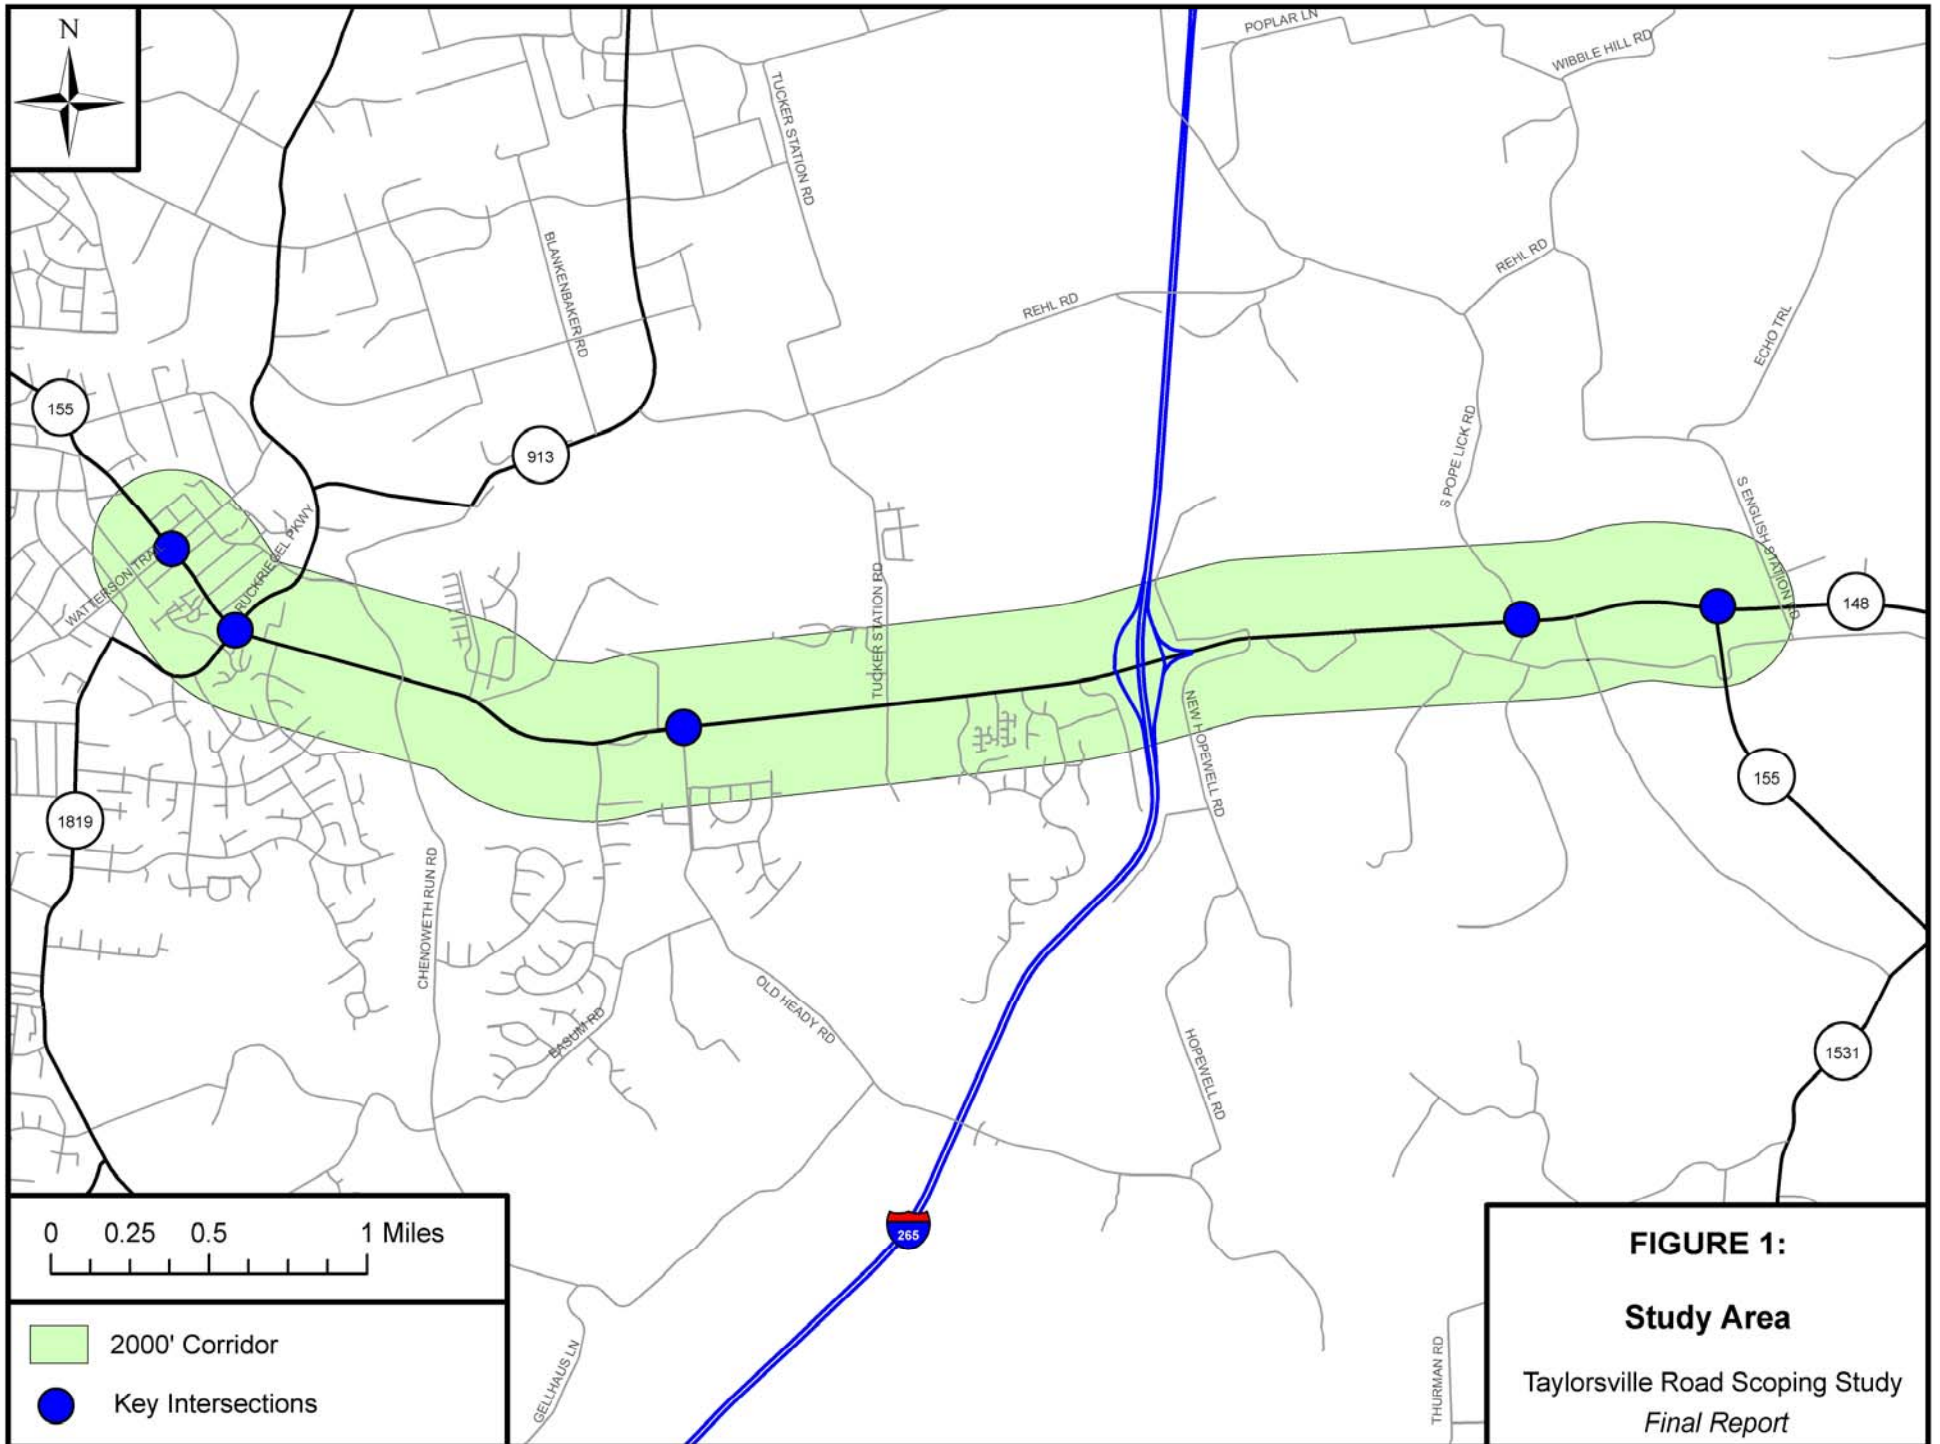 N
POPLAR LN
WIBBLE HILL RD
TUCKER STATION RD
BLANKENBAKER RD
REHL RD
REHL RD
ECHO TRL
155
913
S POPE LICK RD
S ENGLISH STATION RD
WATTERSON TRAIL
RUCKRIEGEL PKWY
TUCKER STATION RD
148
NEW HOPEWELL RD
155
1819
CHENOWETH RUN RD
OLD HEADY RD
EASUM RD
HOPEWELL RD
1531
265
GELLHAUS LN
THURMAN RD
0 0.25 0.5 1 Miles
2000' Corridor
Key Intersections
FIGURE 1:
Study Area
Taylorsville Road Scoping Study
Final Report